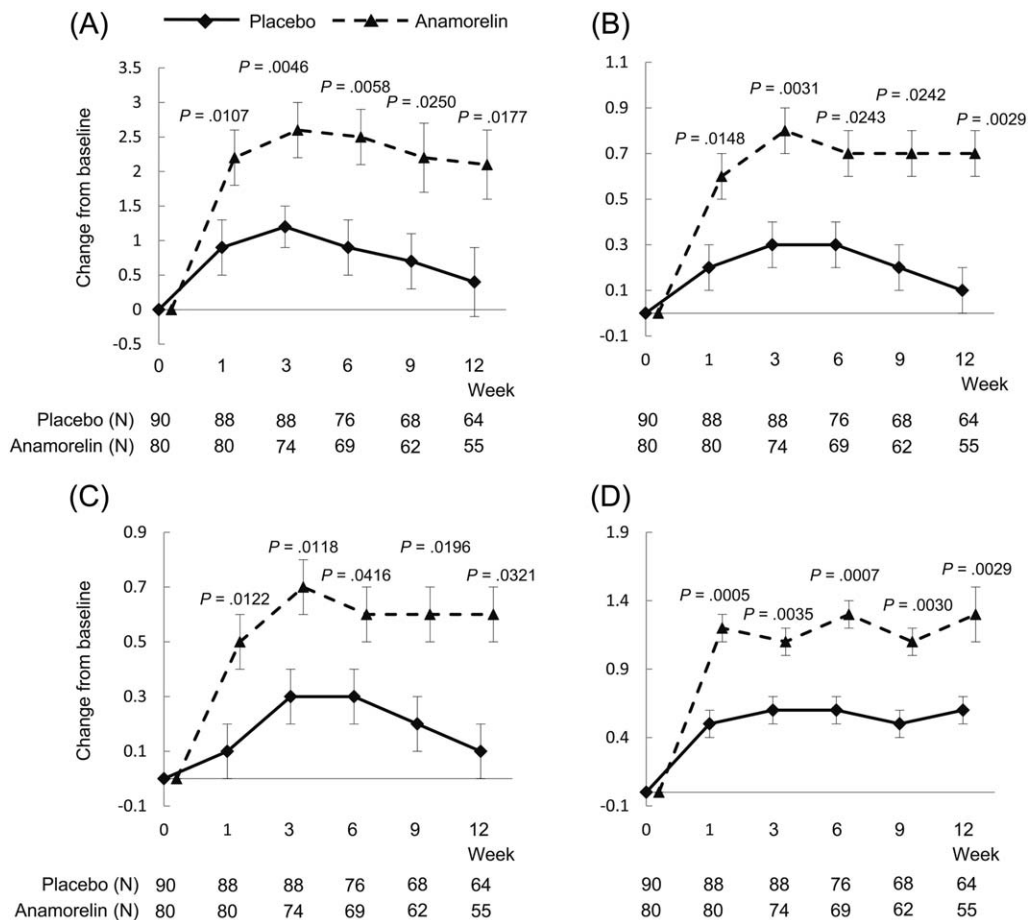 (A) Placebo Anamorelin (B)
3.5
3
2.5
2
1.5
1
0.5
0
-0.5
Change from baseline
P = .0107
P = .0046
P = .0058
P = .0250
P = .0177
0 1 3 6 9 12
Week
Placebo (N) 90 88 88 76 68 64
Anamorelin (N) 80 80 74 69 62 55
1.1
0.9
0.7
0.5
0.3
0.1
-0.1
P = .0148
P = .0031
P = .0243
P = .0242
P = .0029
0 1 3 6 9 12
Week
90 88 88 76 68 64
80 80 74 69 62 55
(C)
0.9
0.7
0.5
0.3
0.1
-0.1
Change from baseline
P = .0122
P = .0118
P = .0416
P = .0196
P = .0321
0 1 3 6 9 12
Week
Placebo (N) 90 88 88 76 68 64
Anamorelin (N) 80 80 74 69 62 55
(D)
1.9
1.4
0.9
0.4
-0.1
P = .0005
P = .0035
P = .0007
P = .0030
P = .0029
0 1 3 6 9 12
Week
90 88 88 76 68 64
80 80 74 69 62 55